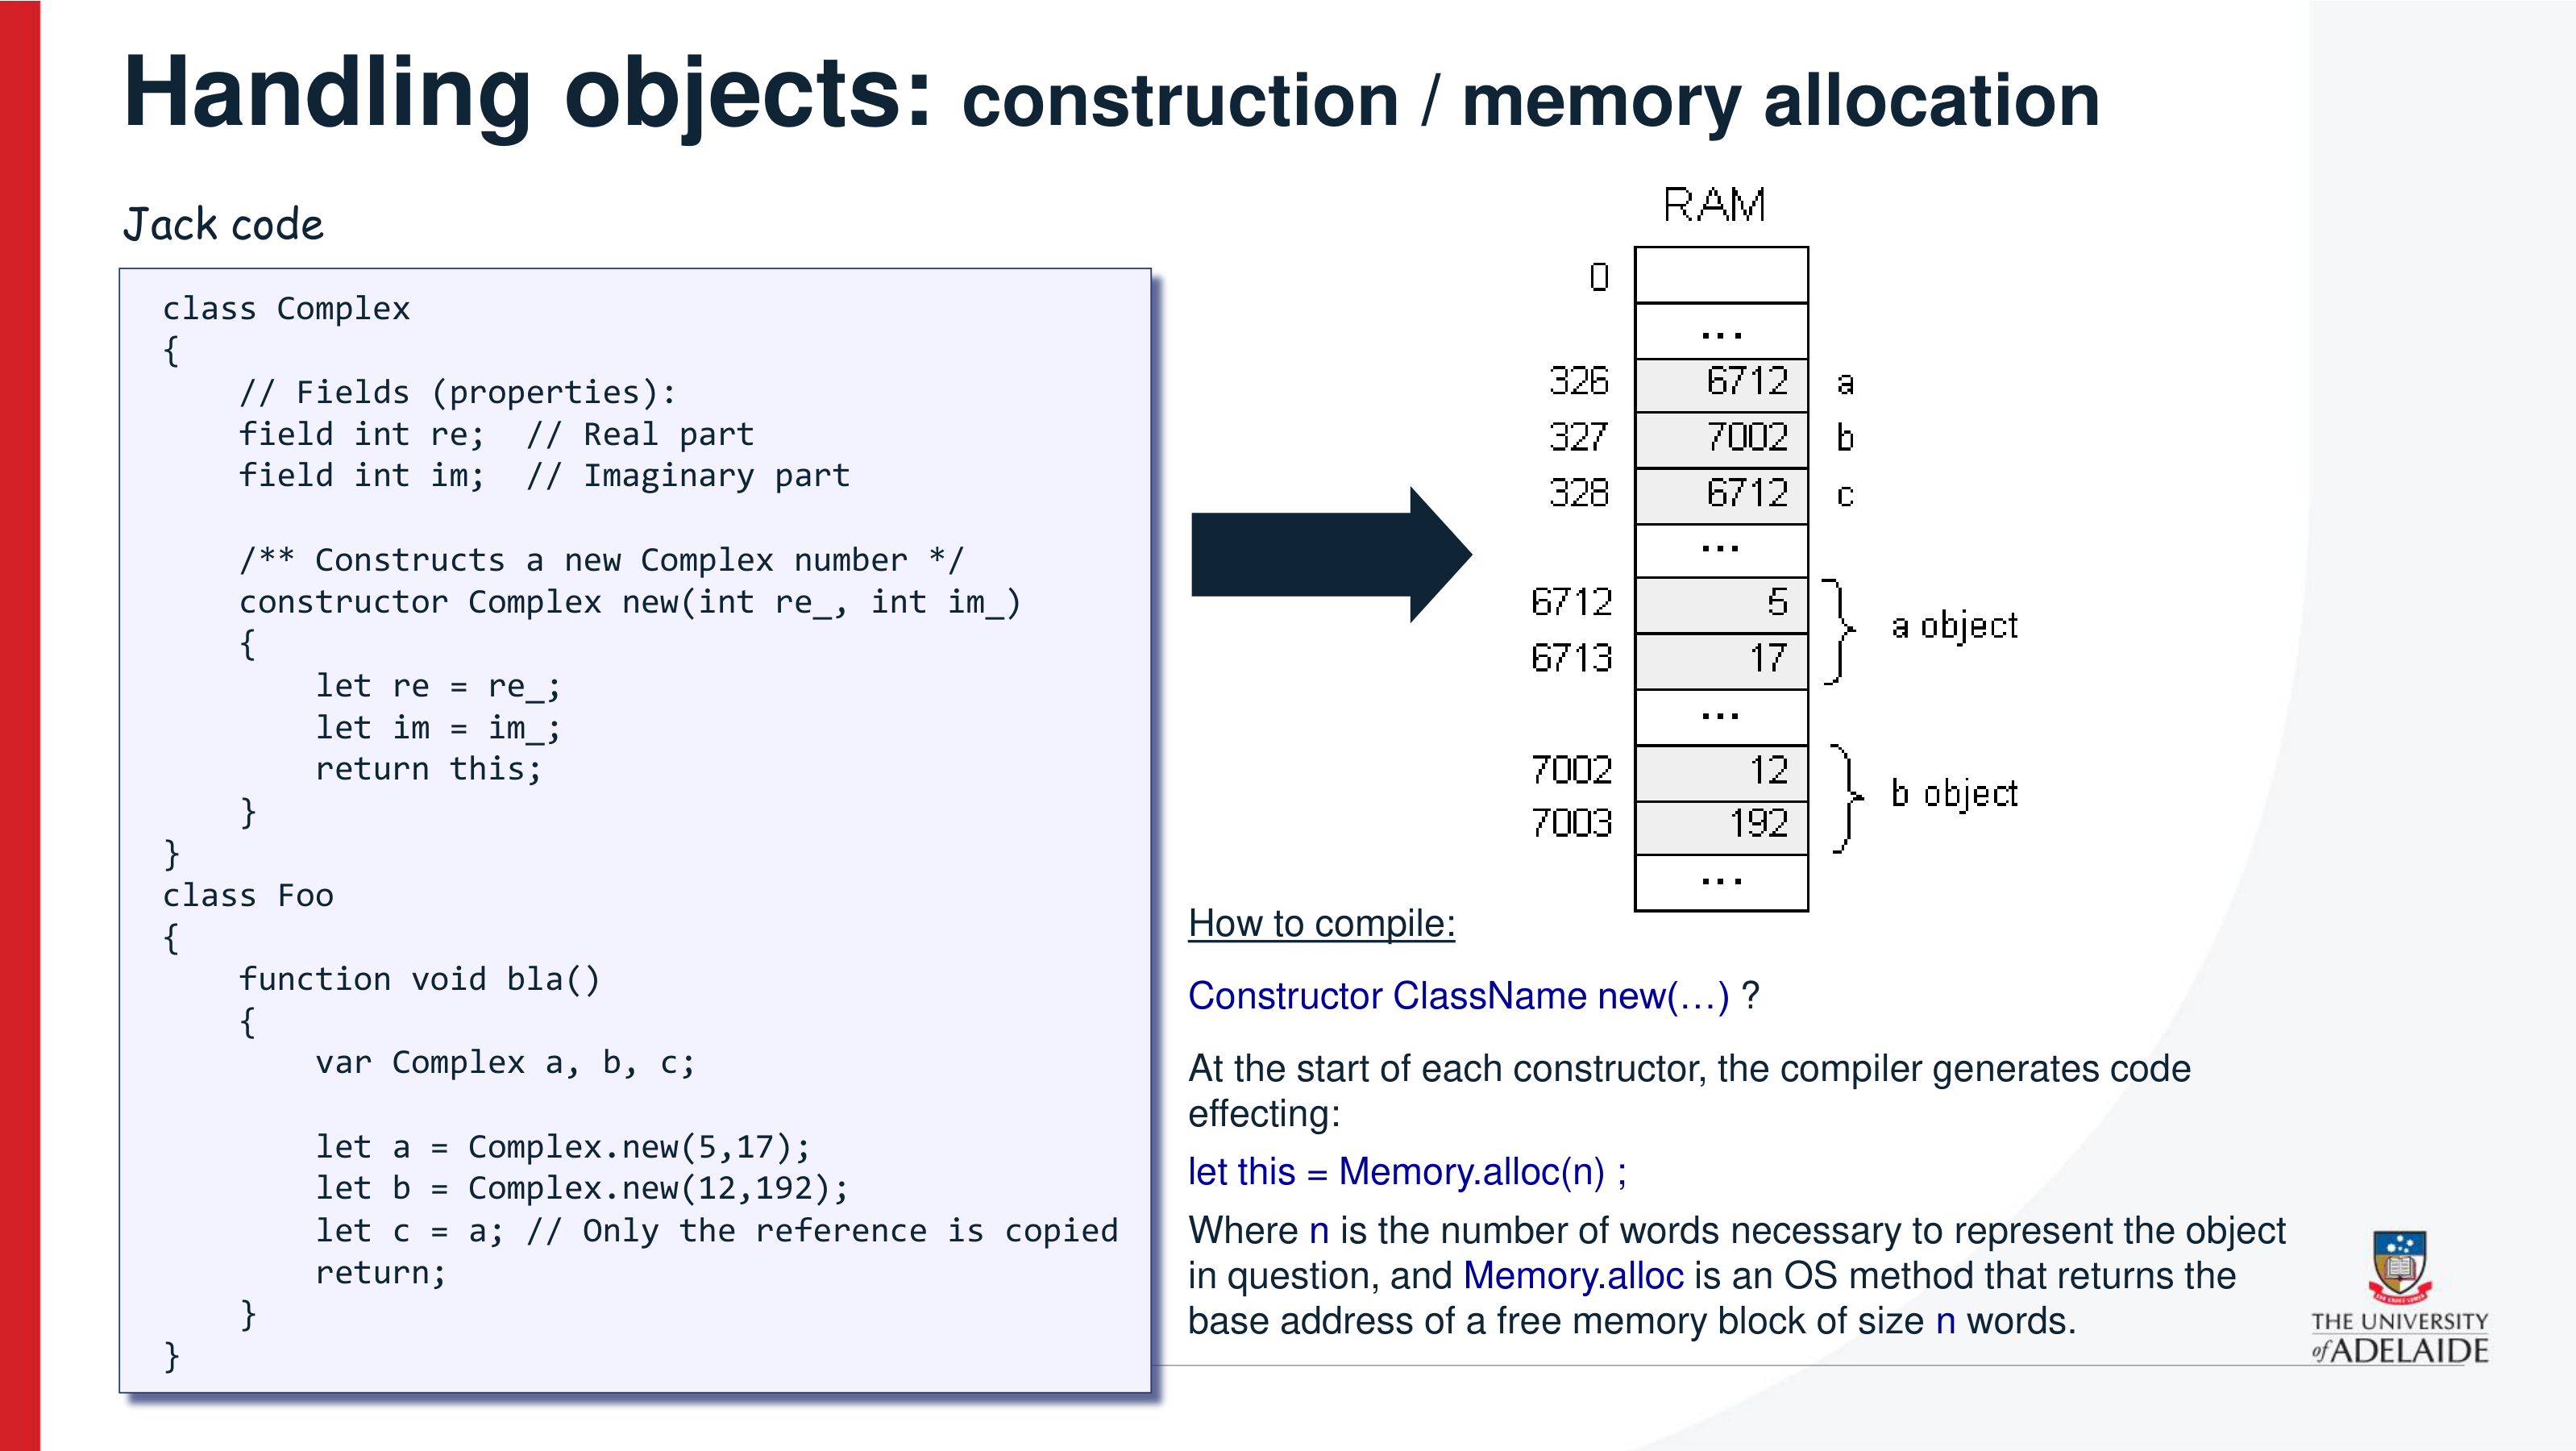 Handling objects: construction / memory allocation
Jack code
class Complex
{
// Fields (properties):
field int re;  // Real part
field int im;  // Imaginary part
/** Constructs a new Complex number */
constructor Complex new(int re_, int im_)
{
let re = re_;
let im = im_;
return this;
}
}
class Foo
{
function void bla()
{
var Complex a, b, c;
let a = Complex.new(5,17);
let b = Complex.new(12,192);
let c = a; // Only the reference is copied
return;
}
}
RAM
0
...
326 6712 a
327 7002 b
328 6712 c
...
6712 5
a object
6713 17
...
7002 12
b object
7003 192
...
How to compile:
Constructor ClassName new(…) ?
At the start of each constructor, the compiler generates code
effecting:
let this = Memory.alloc(n) ;
Where n is the number of words necessary to represent the object
in question, and Memory.alloc is an OS method that returns the
base address of a free memory block of size n words.
THE UNIVERSITY
of ADELAIDE